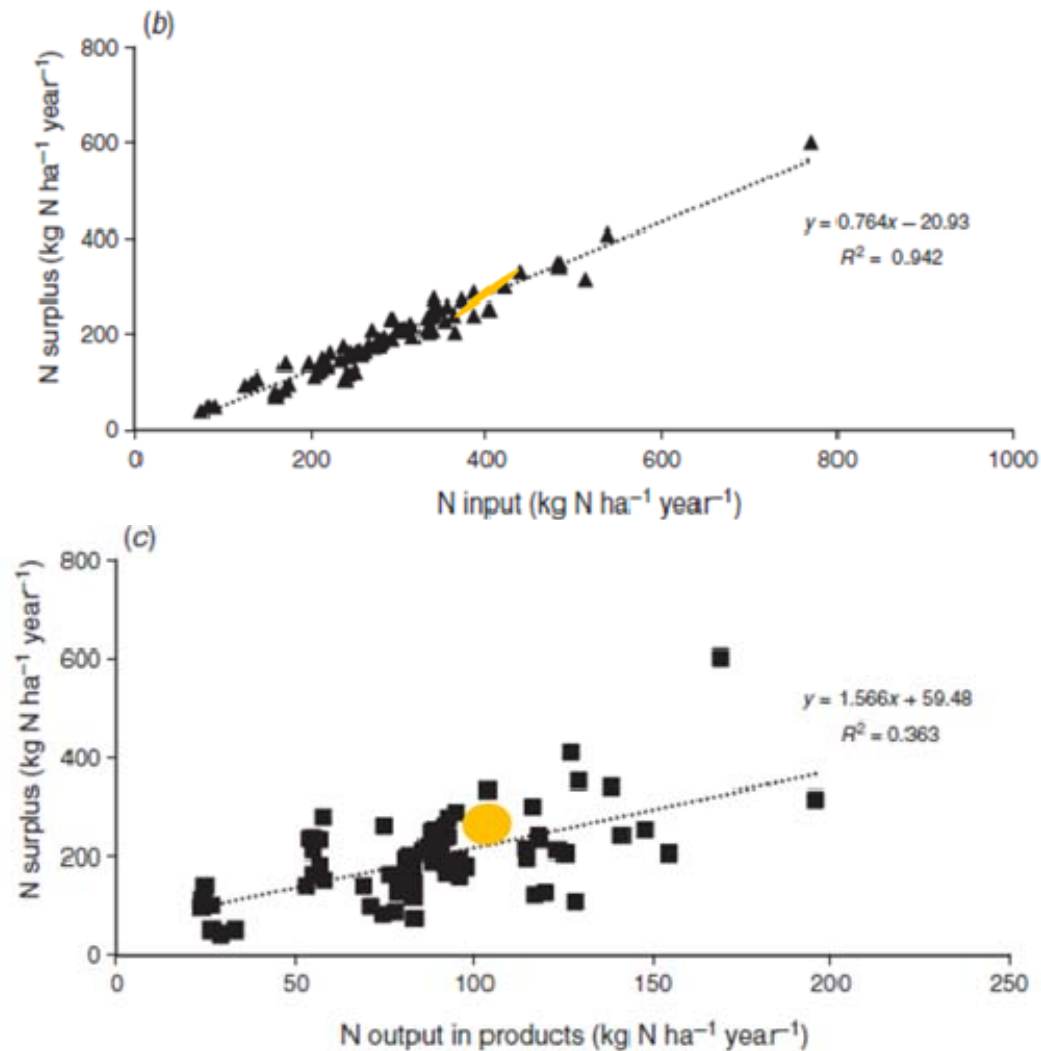 (b)
800
600
400
200
0
N surplus (kg N ha⁻¹ year⁻¹)
y = 0.764x – 20.93
R² = 0.942
0 200 400 600 800 1000
N input (kg N ha⁻¹ year⁻¹)
(c)
800
600
400
200
0
N surplus (kg N ha⁻¹ year⁻¹)
y = 1.566x + 59.48
R² = 0.363
0 50 100 150 200 250
N output in products (kg N ha⁻¹ year⁻¹)